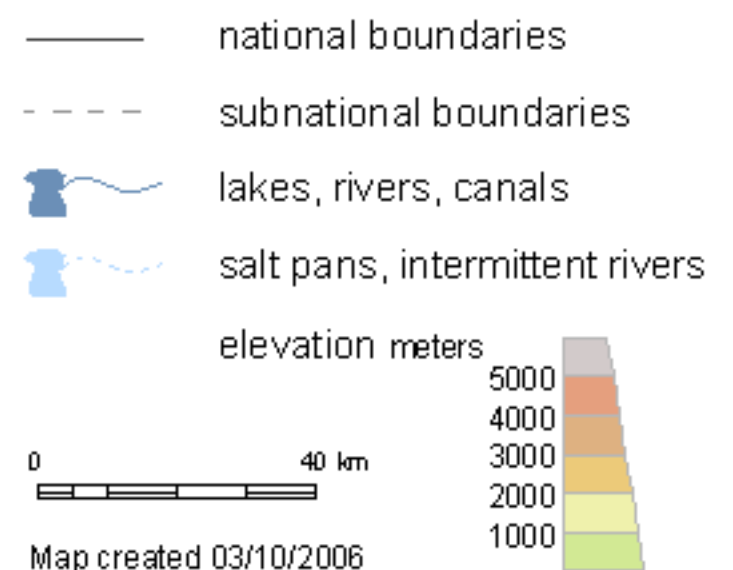 national boundaries
subnational boundaries
lakes, rivers, canals
salt pans, intermittent rivers
elevation meters
5000
4000
3000
2000
1000
0 40 km
Map created 03/10/2006